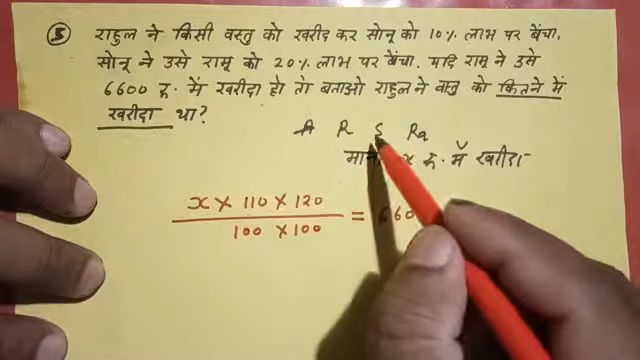 5 राहुल ने किसी वस्तु को खरीद कर सोनू को 10% लाभ पर बेंचा,
सोनू ने उसे रामू को 20% लाभ पर बेंचा. यदि रामू ने उसे
6600 रु. में खरीदा हो तो बताओ राहुल ने वस्तु को कितने में
खरीदा था?
R S Ra
x रु. में खरीदा
x × 110 × 120
100 × 100
= 660